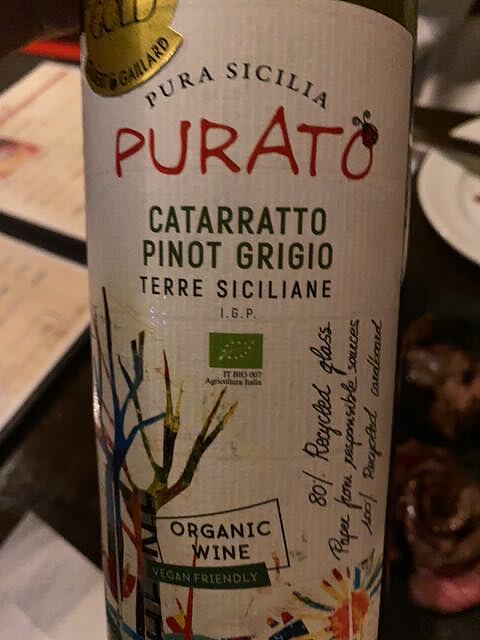 GOLD
GAILLARD
PURA SICILIA
PURATO
CATARRATTO
PINOT GRIGIO
TERRE SICILIANE
I.G.P.
IT BIO 007
Agricoltura Italia
80% Recycled glass
Paper from responsible sources
100% Recycled cardboard
ORGANIC
WINE
VEGAN FRIENDLY